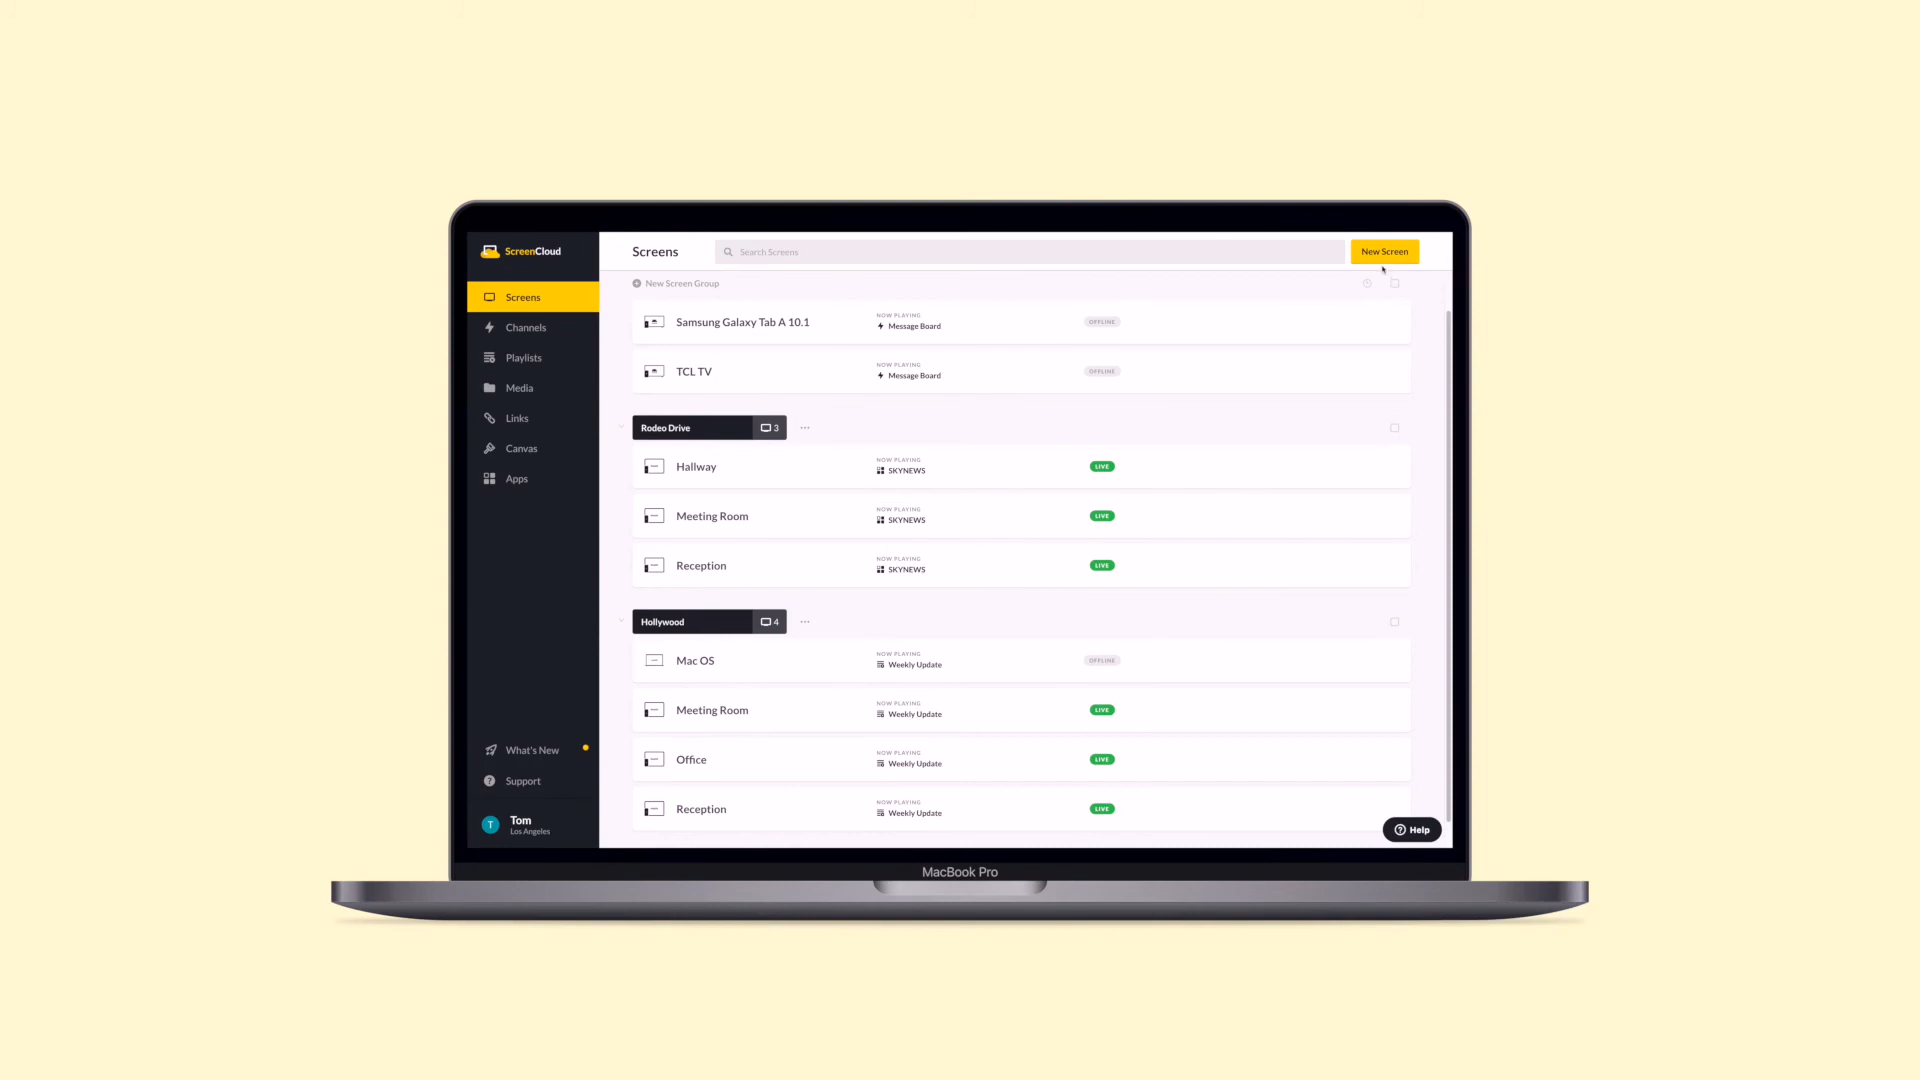 ScreenCloud
Screens
Search Screens
New Screen
Screens
Channels
Playlists
Media
Links
Canvas
Apps
What's New
Support
T
Tom
Los Angeles
New Screen Group
Samsung Galaxy Tab A 10.1
NOW PLAYING
Message Board
OFFLINE
TCL TV
NOW PLAYING
Message Board
OFFLINE
Rodeo Drive 3
Hallway
NOW PLAYING
SKYNEWS
LIVE
Meeting Room
NOW PLAYING
SKYNEWS
LIVE
Reception
NOW PLAYING
SKYNEWS
LIVE
Hollywood 4
Mac OS
NOW PLAYING
Weekly Update
OFFLINE
Meeting Room
NOW PLAYING
Weekly Update
LIVE
Office
NOW PLAYING
Weekly Update
LIVE
Reception
NOW PLAYING
Weekly Update
LIVE
Help
MacBook Pro